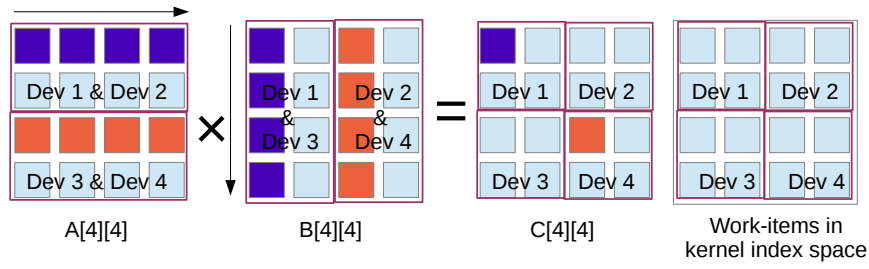 Dev 1 & Dev 2
Dev 3 & Dev 4
A[4][4]
×
Dev 1
&
Dev 3
Dev 2
&
Dev 4
B[4][4]
=
Dev 1
Dev 2
Dev 3
Dev 4
C[4][4]
Dev 1
Dev 2
Dev 3
Dev 4
Work-items in
kernel index space